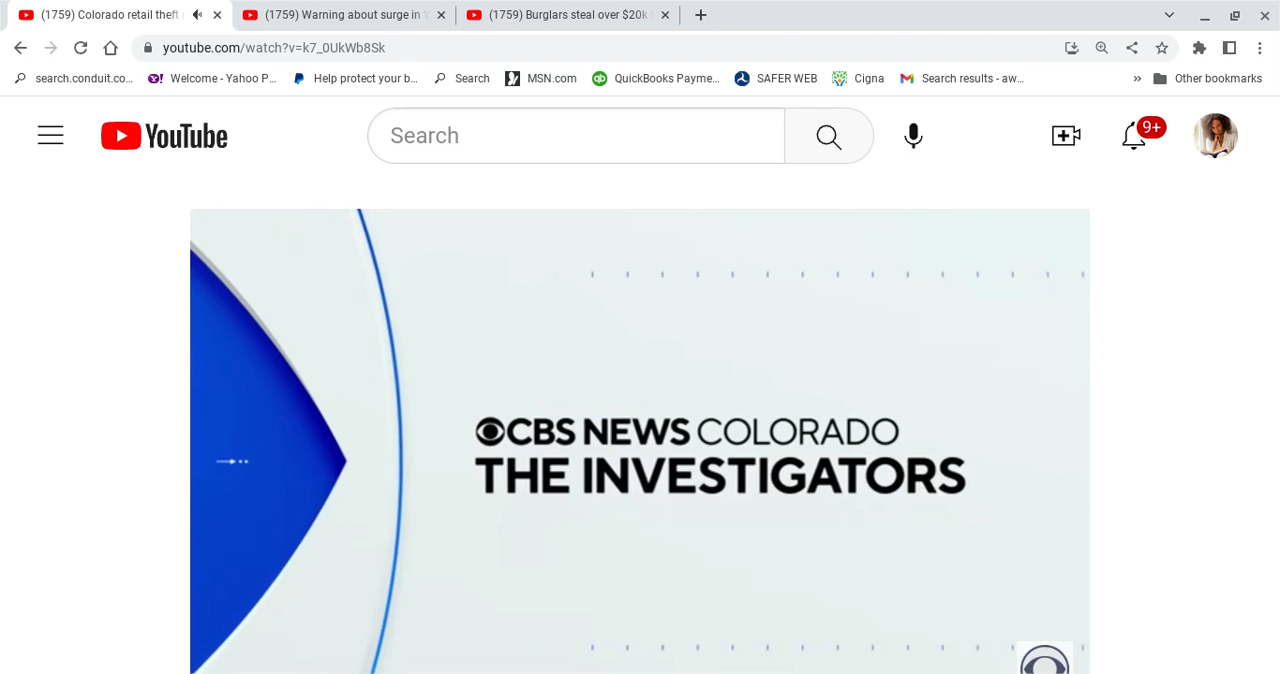 (1759) Colorado retail theft
(1759) Warning about surge in
(1759) Burglars steal over $20k
youtube.com/watch?v=k7_0UkWb8Sk
search.conduit.co...
Welcome - Yahoo P...
Help protect your b...
Search
MSN.com
QuickBooks Payme...
SAFER WEB
Cigna
Search results - aw...
»
Other bookmarks
YouTube
Search
9+
CBS NEWS COLORADO
THE INVESTIGATORS